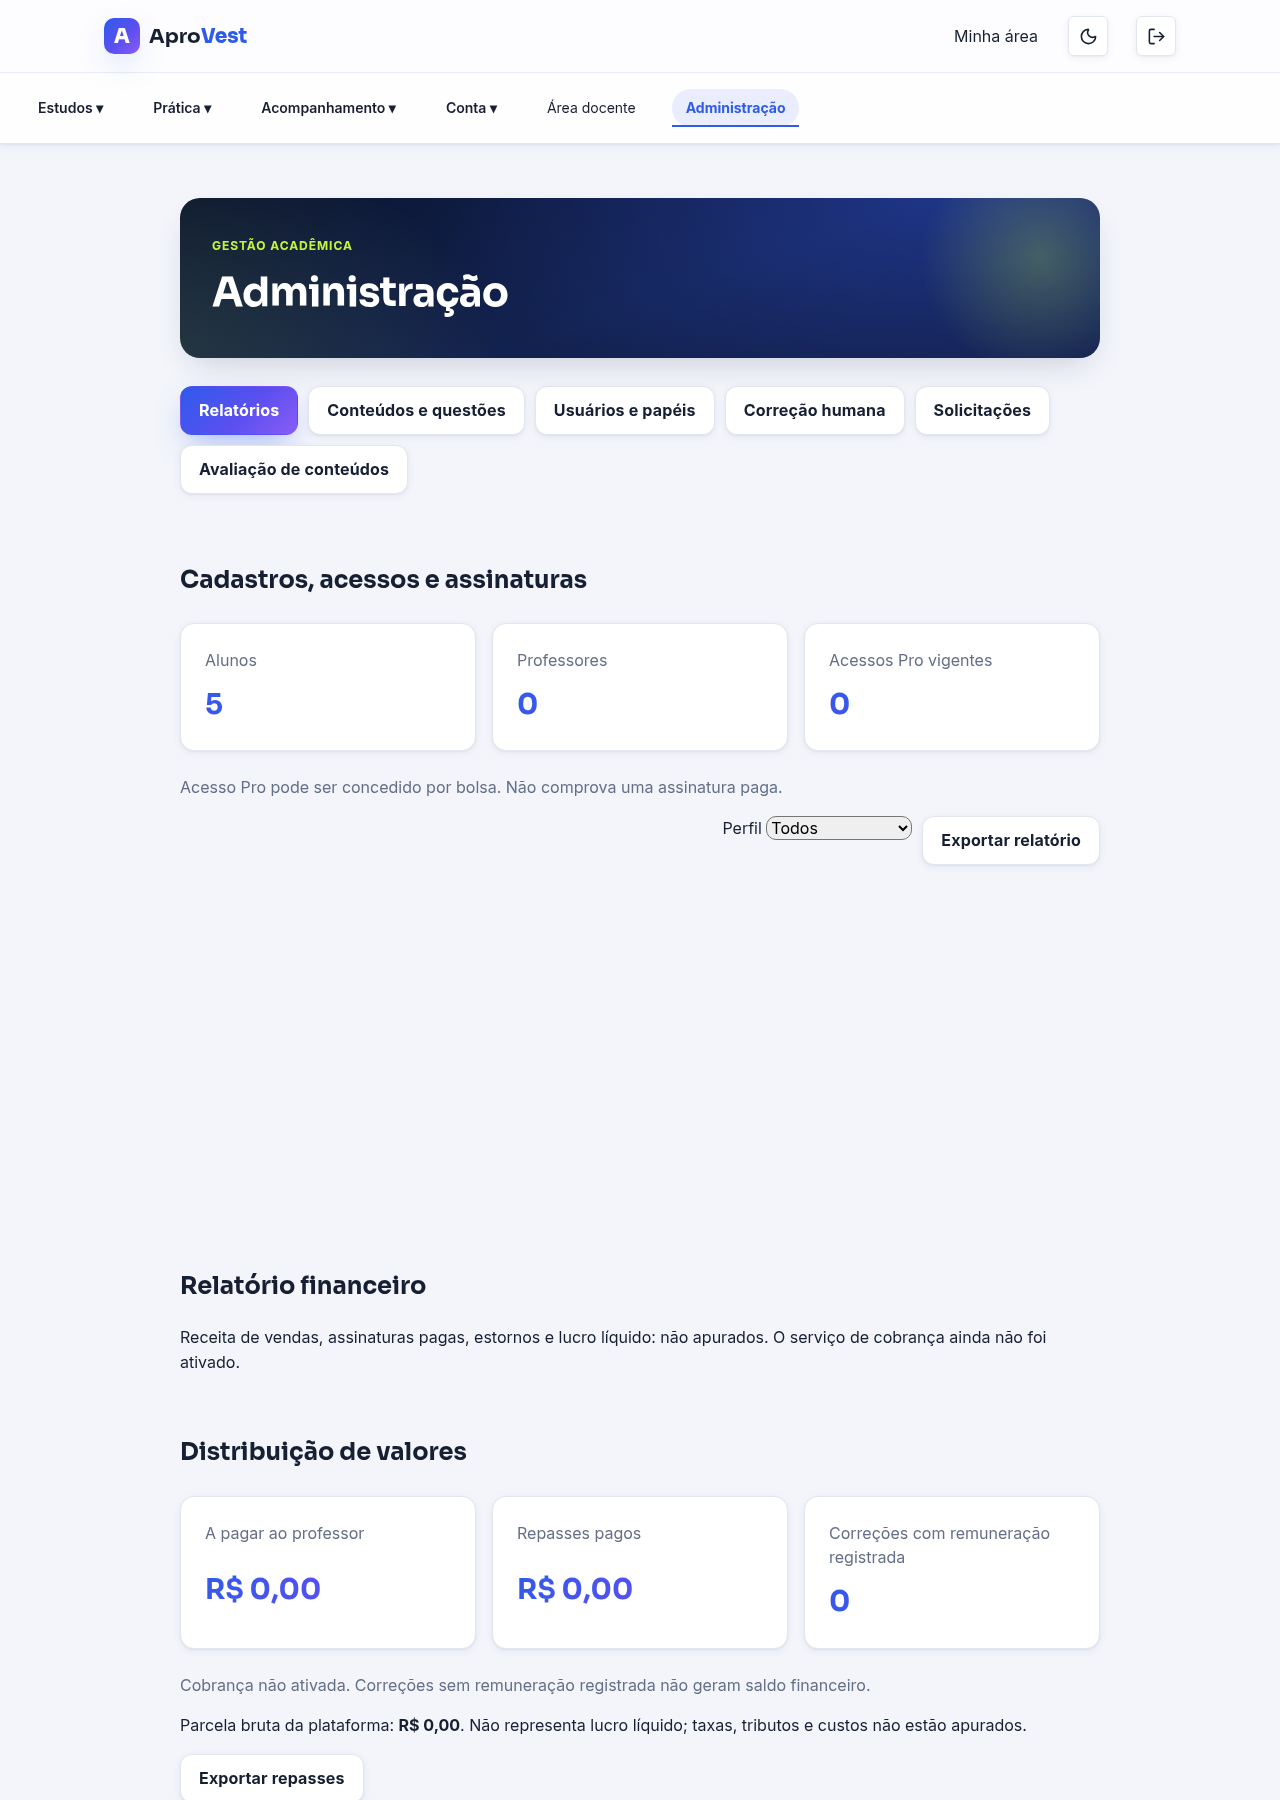 A AproVest
Minha área
Estudos ▾
Prática ▾
Acompanhamento ▾
Conta ▾
Área docente
Administração
GESTÃO ACADÊMICA
Administração
Relatórios
Conteúdos e questões
Usuários e papéis
Correção humana
Solicitações
Avaliação de conteúdos
Cadastros, acessos e assinaturas
Alunos
5
Professores
0
Acessos Pro vigentes
0
Acesso Pro pode ser concedido por bolsa. Não comprova uma assinatura paga.
Perfil Todos
Exportar relatório
Relatório financeiro
Receita de vendas, assinaturas pagas, estornos e lucro líquido: não apurados. O serviço de cobrança ainda não foi
ativado.
Distribuição de valores
A pagar ao professor
R$ 0,00
Repasses pagos
R$ 0,00
Correções com remuneração
registrada
0
Cobrança não ativada. Correções sem remuneração registrada não geram saldo financeiro.
Parcela bruta da plataforma: R$ 0,00. Não representa lucro líquido; taxas, tributos e custos não estão apurados.
Exportar repasses